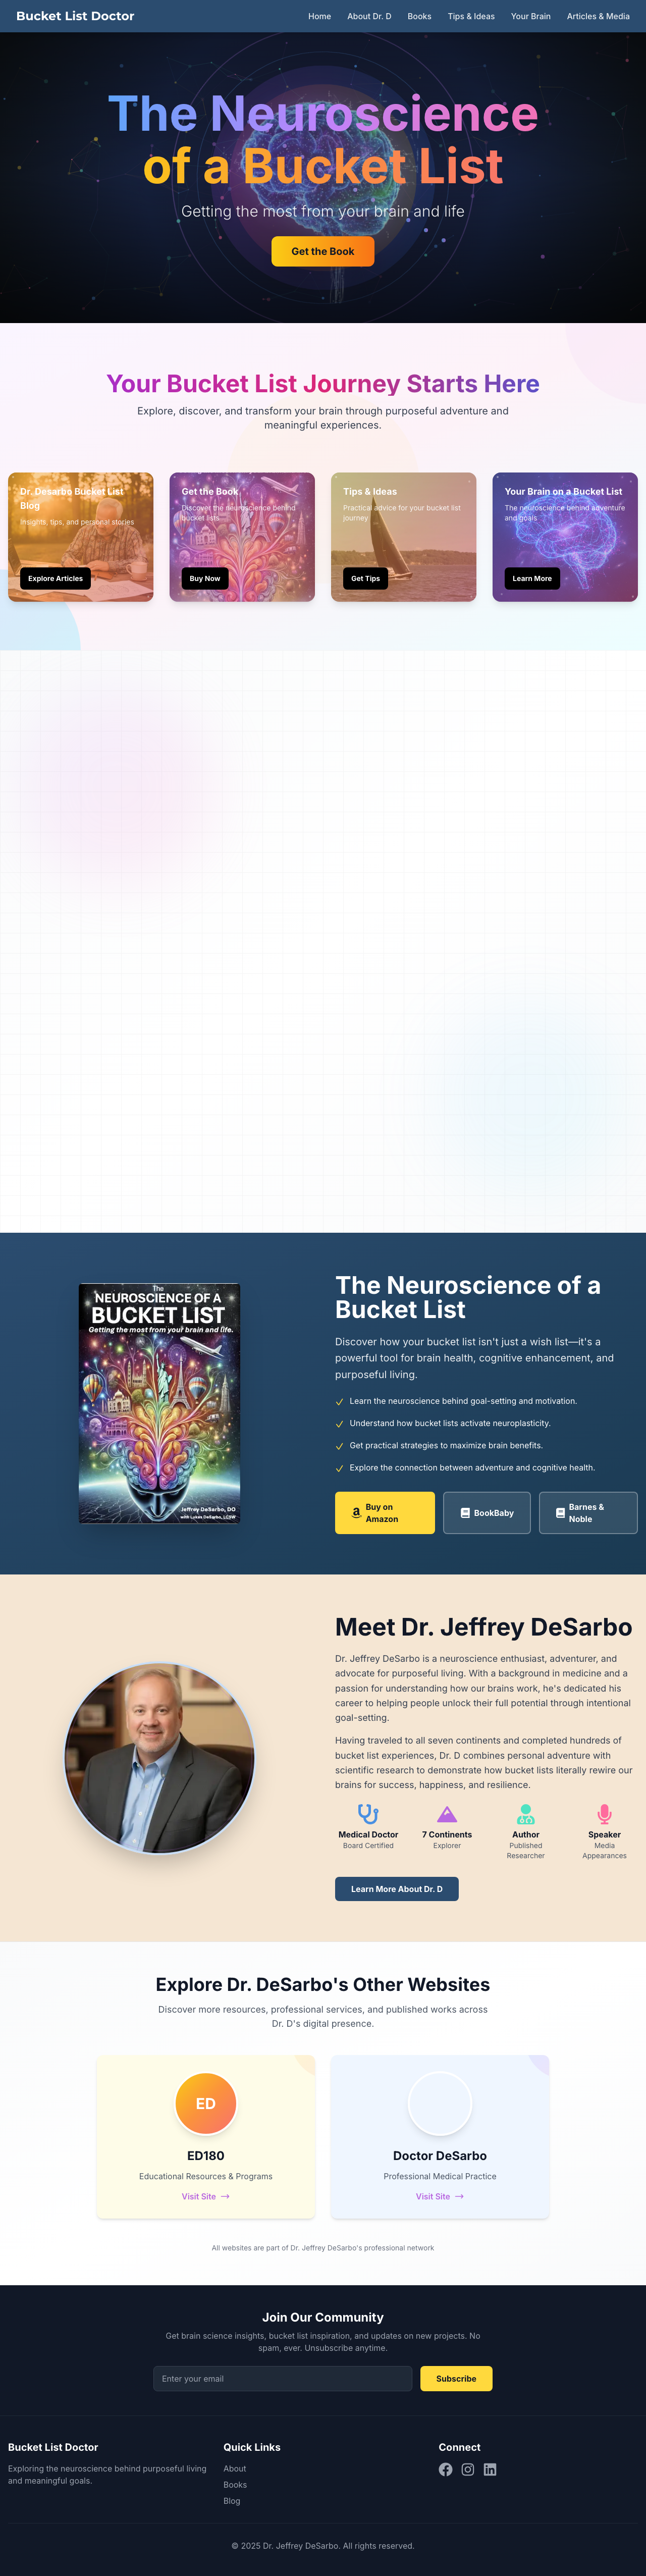 Bucket List Doctor
Home
About Dr. D
Books
Tips & Ideas
Your Brain
Articles & Media
The Neuroscience
of a Bucket List
Getting the most from your brain and life
Get the Book
Your Bucket List Journey Starts Here
Explore, discover, and transform your brain through purposeful adventure and
meaningful experiences.
Dr. Desarbo Bucket List
Blog
Insights, tips, and personal stories
Explore Articles
Get the Book
Discover the neuroscience behind
bucket lists
Buy Now
Tips & Ideas
Practical advice for your bucket list
journey
Get Tips
Your Brain on a Bucket List
The neuroscience behind adventure
and goals
Learn More
The
NEUROSCIENCE OF A
BUCKET LIST
Getting the most from your brain and life.
Jeffrey DeSarbo, DO
with Lukas DeSarbo, LCSW
The Neuroscience of a
Bucket List
Discover how your bucket list isn't just a wish list—it's a
powerful tool for brain health, cognitive enhancement, and
purposeful living.
Learn the neuroscience behind goal-setting and motivation.
Understand how bucket lists activate neuroplasticity.
Get practical strategies to maximize brain benefits.
Explore the connection between adventure and cognitive health.
Buy on
Amazon
BookBaby
Barnes &
Noble
Meet Dr. Jeffrey DeSarbo
Dr. Jeffrey DeSarbo is a neuroscience enthusiast, adventurer, and
advocate for purposeful living. With a background in medicine and a
passion for understanding how our brains work, he's dedicated his
career to helping people unlock their full potential through intentional
goal-setting.
Having traveled to all seven continents and completed hundreds of
bucket list experiences, Dr. D combines personal adventure with
scientific research to demonstrate how bucket lists literally rewire our
brains for success, happiness, and resilience.
Medical Doctor
Board Certified
7 Continents
Explorer
Author
Published
Researcher
Speaker
Media
Appearances
Learn More About Dr. D
Explore Dr. DeSarbo's Other Websites
Discover more resources, professional services, and published works across
Dr. D's digital presence.
ED
ED180
Educational Resources & Programs
Visit Site →
Doctor DeSarbo
Professional Medical Practice
Visit Site →
All websites are part of Dr. Jeffrey DeSarbo's professional network
Join Our Community
Get brain science insights, bucket list inspiration, and updates on new projects. No
spam, ever. Unsubscribe anytime.
Enter your email
Subscribe
Bucket List Doctor
Exploring the neuroscience behind purposeful living
and meaningful goals.
Quick Links
About
Books
Blog
Connect
© 2025 Dr. Jeffrey DeSarbo. All rights reserved.